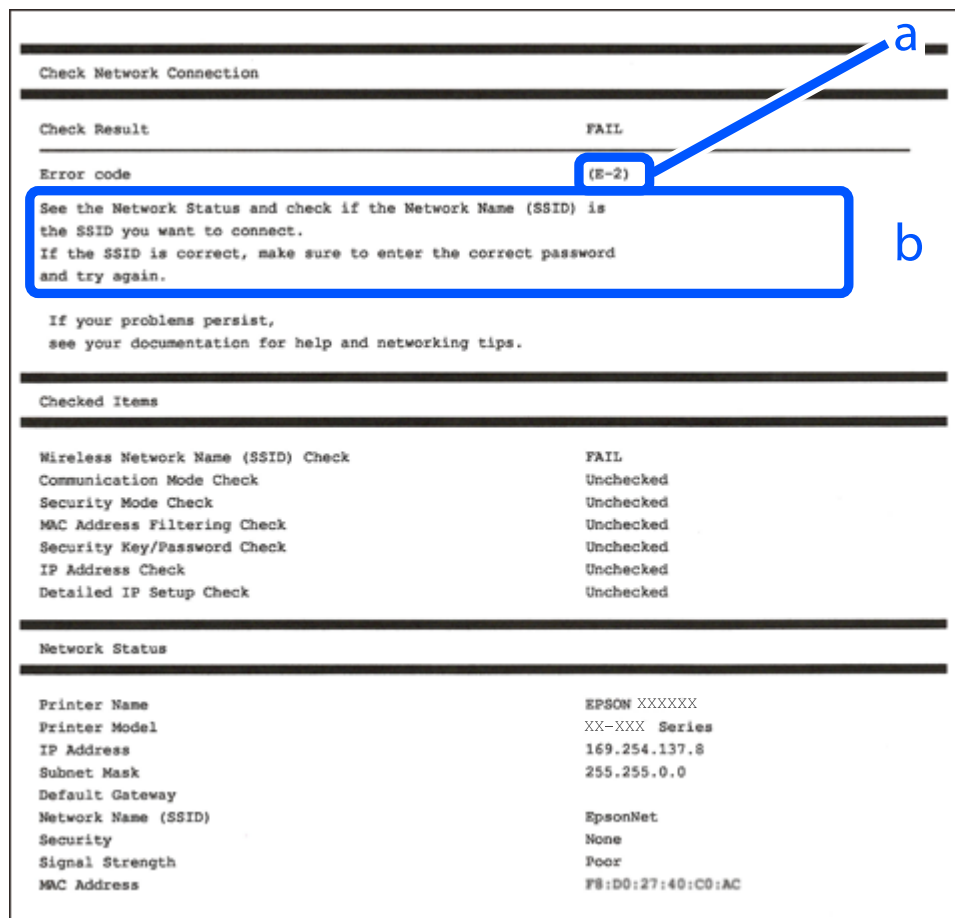 a
Check Network Connection
Check Result FAIL
Error code (E-2)
See the Network Status and check if the Network Name (SSID) is
the SSID you want to connect.
If the SSID is correct, make sure to enter the correct password
and try again.
b
If your problems persist,
see your documentation for help and networking tips.
Checked Items
Wireless Network Name (SSID) Check FAIL
Communication Mode Check Unchecked
Security Mode Check Unchecked
MAC Address Filtering Check Unchecked
Security Key/Password Check Unchecked
IP Address Check Unchecked
Detailed IP Setup Check Unchecked
Network Status
Printer Name EPSON XXXXXX
Printer Model XX-XXX Series
IP Address 169.254.137.8
Subnet Mask 255.255.0.0
Default Gateway
Network Name (SSID) EpsonNet
Security None
Signal Strength Poor
MAC Address F8:D0:27:40:C0:AC